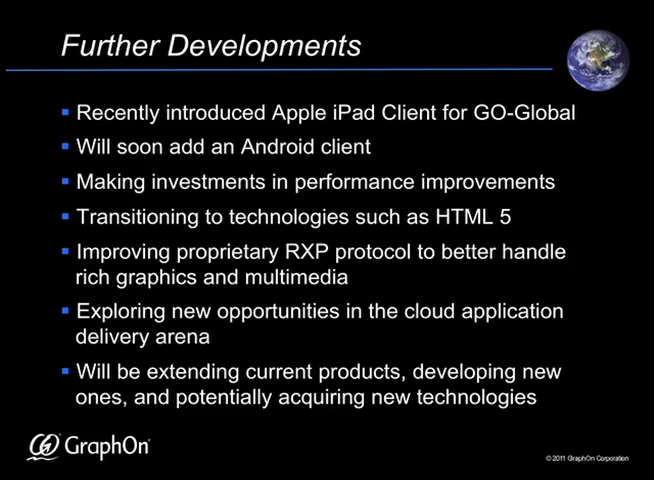 Further Developments
Recently introduced Apple iPad Client for GO-Global
Will soon add an Android client
Making investments in performance improvements
Transitioning to technologies such as HTML 5
Improving proprietary RXP protocol to better handle
rich graphics and multimedia
Exploring new opportunities in the cloud application
delivery arena
Will be extending current products, developing new
ones, and potentially acquiring new technologies
GraphOn
© 2011 GraphOn Corporation